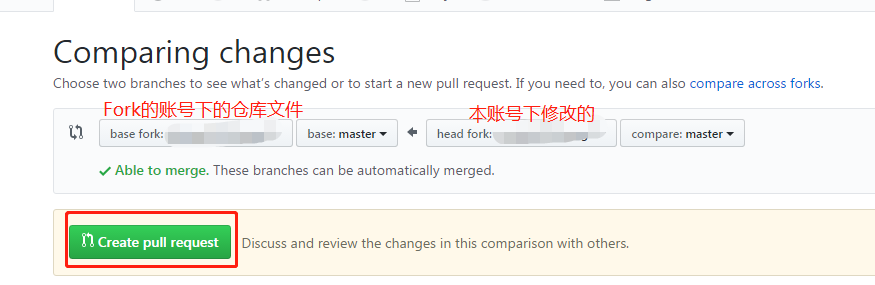 Comparing changes
Choose two branches to see what's changed or to start a new pull request. If you need to, you can also compare across forks.
Fork的账号下的仓库文件
本账号下修改的
base fork: base: master head fork: compare: master
Able to merge. These branches can be automatically merged.
Create pull request Discuss and review the changes in this comparison with others.